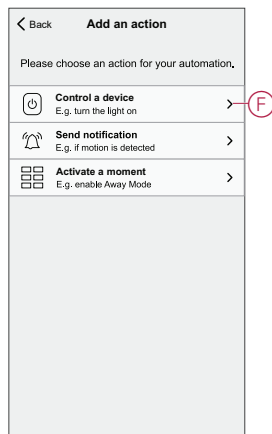 Back Add an action
Please choose an action for your automation.
Control a device
E.g. turn the light on
F
Send notification
E.g. if motion is detected
Activate a moment
E.g. enable Away Mode